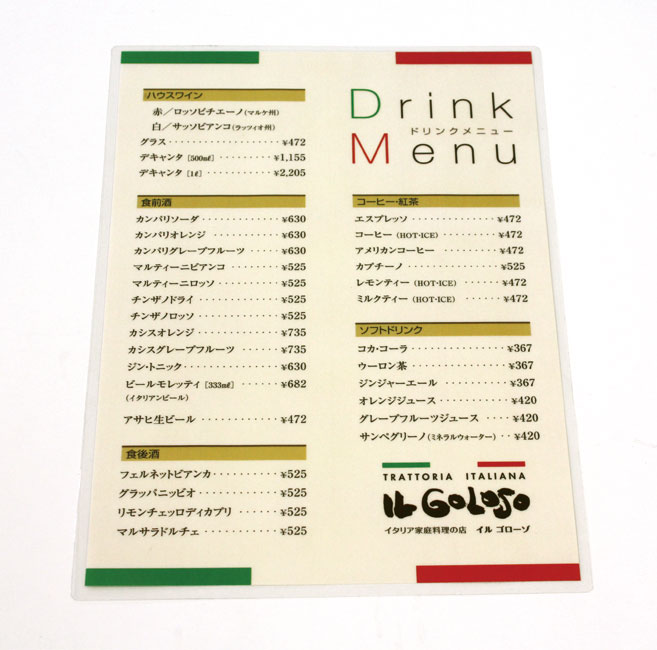 ハウスワイン
赤／ロッソピチエーノ(マルケ州)
白／サッソビアンコ(ラッツィオ州)
グラス ¥472
デキャンタ [500㎖] ¥1,155
デキャンタ [1ℓ] ¥2,205
食前酒
カンパリソーダ ¥630
カンパリオレンジ ¥630
カンパリグレープフルーツ ¥630
マルティーニビアンコ ¥525
マルティーニロッソ ¥525
チンザノドライ ¥525
チンザノロッソ ¥525
カシスオレンジ ¥735
カシスグレープフルーツ ¥735
ジン・トニック ¥630
ビールモレッティ [333㎖] ¥682
(イタリアンビール)
アサヒ生ビール ¥472
食後酒
フェルネットビアンカ ¥525
グラッパニッビオ ¥525
リモンチェッロディカプリ ¥525
マルサラドルチェ ¥525
Drink
ドリンクメニュー
Menu
コーヒー・紅茶
エスプレッソ ¥472
コーヒー (HOT・ICE) ¥472
アメリカンコーヒー ¥472
カプチーノ ¥525
レモンティー (HOT・ICE) ¥472
ミルクティー (HOT・ICE) ¥472
ソフトドリンク
コカ・コーラ ¥367
ウーロン茶 ¥367
ジンジャーエール ¥367
オレンジジュース ¥420
グレープフルーツジュース ¥420
サンペグリーノ(ミネラルウォーター) ¥420
TRATTORIA ITALIANA
IL GOLOSO
イタリア家庭料理の店 イル ゴローゾ